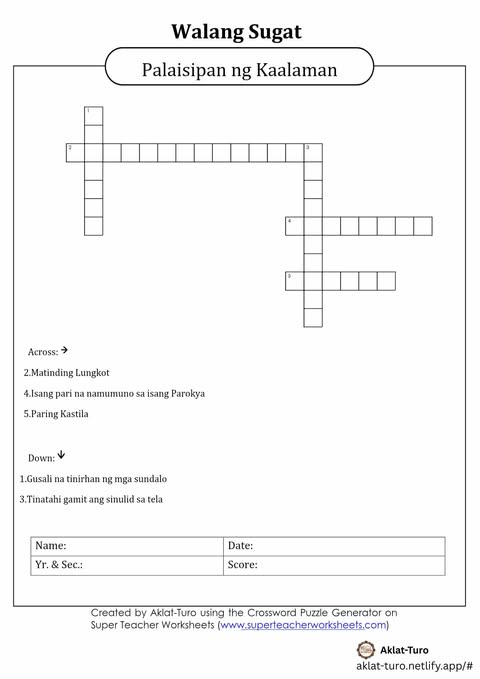 Walang Sugat
Palaisipan ng Kaalaman
1
2
3
4
5
Across:
2.Matinding Lungkot
4.Isang pari na namumuno sa isang Parokya
5.Paring Kastila
Down:
1.Gusali na tinirhan ng mga sundalo
3.Tinatahi gamit ang sinulid sa tela
Name: Date:
Yr. & Sec.: Score:
Created by Aklat-Turo using the Crossword Puzzle Generator on
Super Teacher Worksheets (www.superteacherworksheets.com)
Aklat-Turo
aklat-turo.netlify.app/#